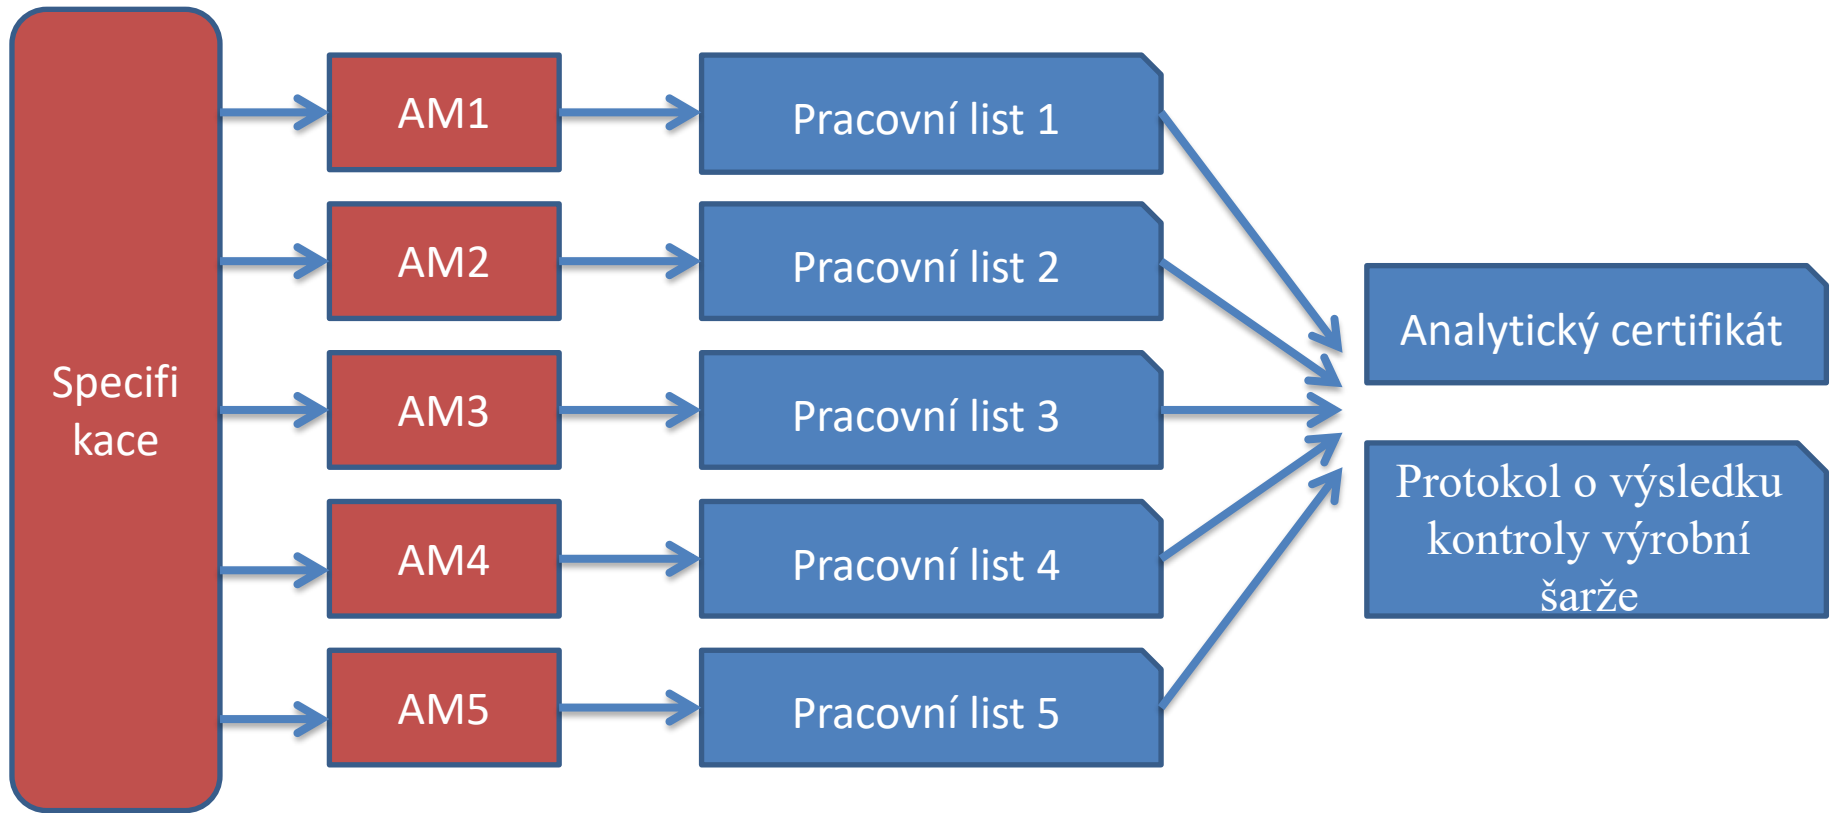 Specifi
kace
AM1
Pracovní list 1
AM2
Pracovní list 2
AM3
Pracovní list 3
AM4
Pracovní list 4
AM5
Pracovní list 5
Analytický certifikát
Protokol o výsledku
kontroly výrobní
šarže